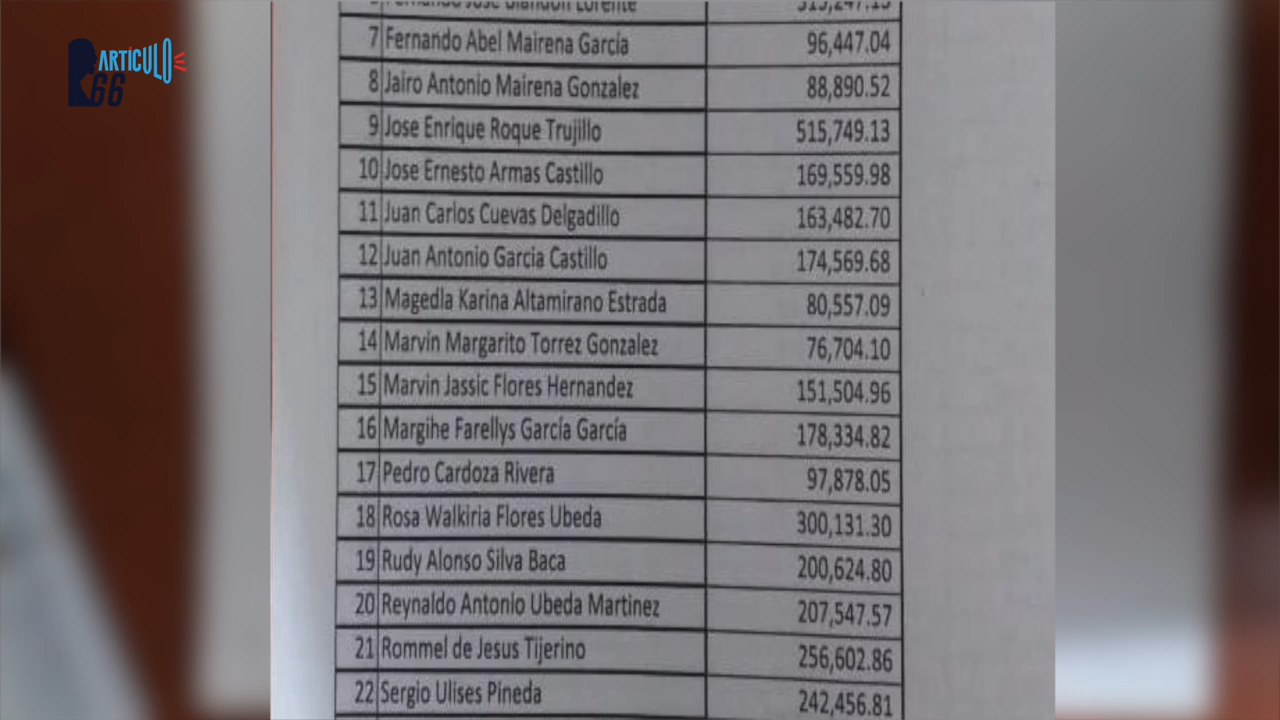 ARTÍCULO
66
7 Fernando Abel Mairena García 96,447.04
8 Jairo Antonio Mairena Gonzalez 88,890.52
9 Jose Enrique Roque Trujillo 515,749.13
10 Jose Ernesto Armas Castillo 169,559.98
11 Juan Carlos Cuevas Delgadillo 163,482.70
12 Juan Antonio Garcia Castillo 174,569.68
13 Magedla Karina Altamirano Estrada 80,557.09
14 Marvin Margarito Torrez Gonzalez 76,704.10
15 Marvin Jassic Flores Hernandez 151,504.96
16 Margihe Farellys García García 178,334.82
17 Pedro Cardoza Rivera 97,878.05
18 Rosa Walkiria Flores Ubeda 300,131.30
19 Rudy Alonso Silva Baca 200,624.80
20 Reynaldo Antonio Ubeda Martinez 207,547.57
21 Rommel de Jesus Tijerino 256,602.86
22 Sergio Ulises Pineda 242,456.81